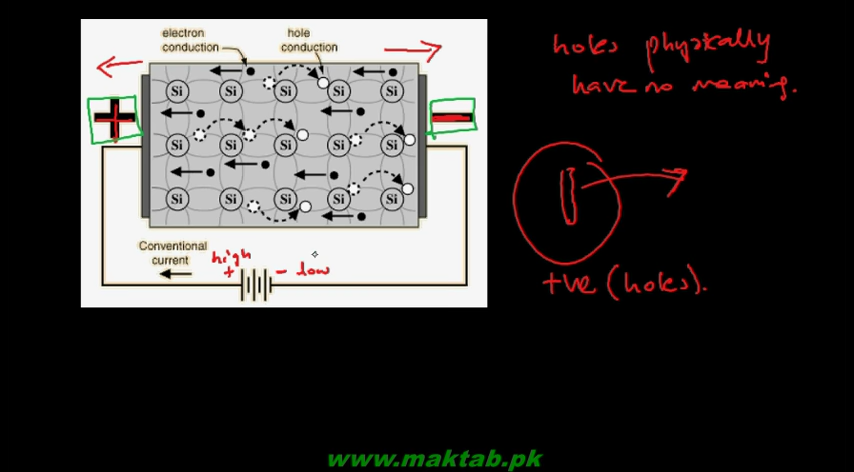 electron
conduction
hole
conduction
Si Si Si Si Si
+ −
Si Si Si Si Si
Si Si Si Si Si
Conventional
current
high
+ - low
holes physically
have no meaning.
+ve (holes).
www.maktab.pk